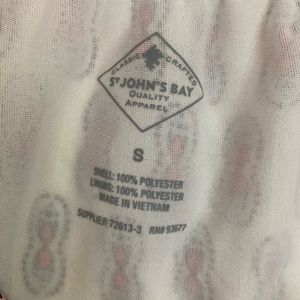 CLASSIC CRAFTED
ST. JOHN'S BAY
QUALITY
APPAREL
S
SHELL: 100% POLYESTER
LINING: 100% POLYESTER
MADE IN VIETNAM
SUPPLIER:72613-3 RN# 93677